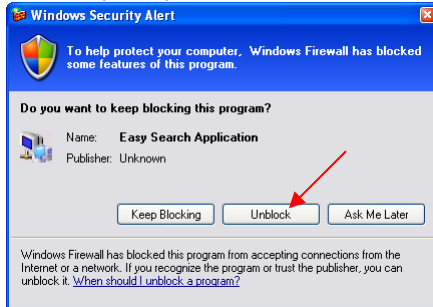 Windows Security Alert
To help protect your computer, Windows Firewall has blocked
some features of this program.
Do you want to keep blocking this program?
Name: Easy Search Application
Publisher: Unknown
Keep Blocking Unblock Ask Me Later
Windows Firewall has blocked this program from accepting connections from the
Internet or a network. If you recognize the program or trust the publisher, you can
unblock it. When should I unblock a program?